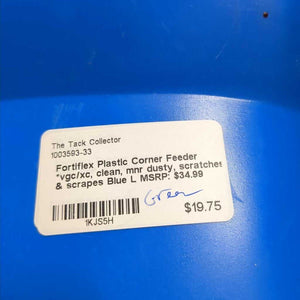 The Tack Collector
1003593-33
Fortiflex Plastic Corner Feeder
*vgc/xc, clean, mnr dusty, scratches
& scrapes Blue L MSRP: $34.99
Green
$19.75
1KJS5H